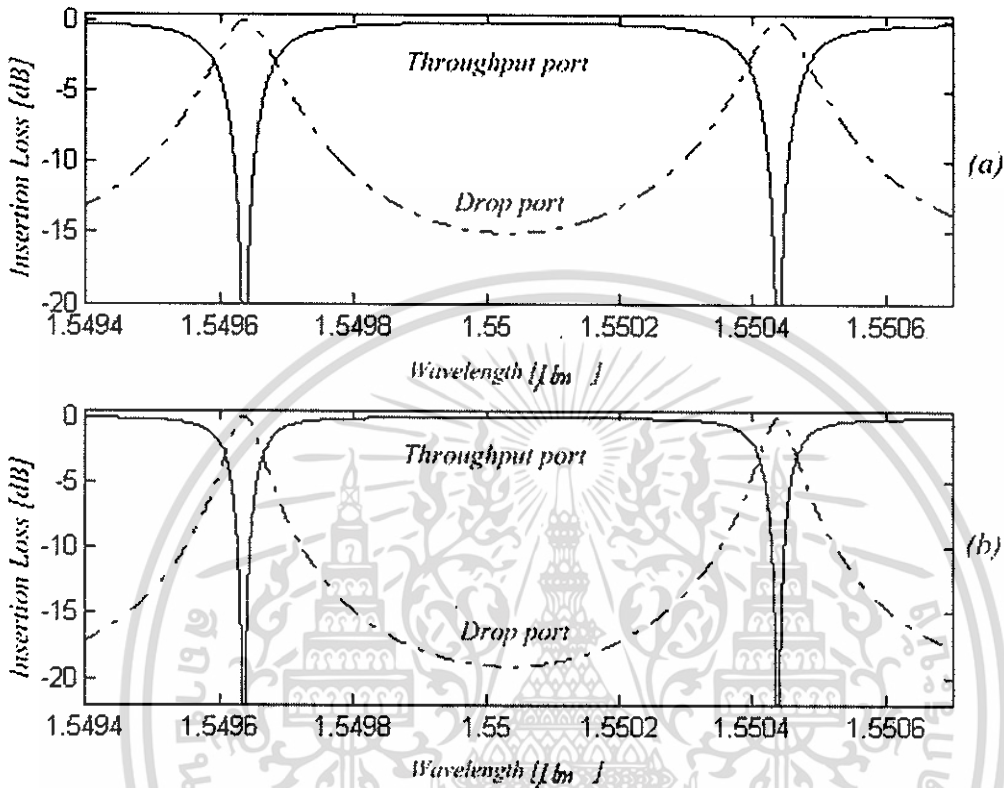 0
-5
-10
-15
-20
Insertion Loss [dB]
Throughput port
Drop port
(a)
1.5494
1.5496
1.5498
1.55
1.5502
1.5504
1.5506
Wavelength [μm ]
0
-5
-10
-15
-20
Insertion Loss [dB]
Throughput port
Drop port
(b)
1.5494
1.5496
1.5498
1.55
1.5502
1.5504
1.5506
Wavelength [μm ]